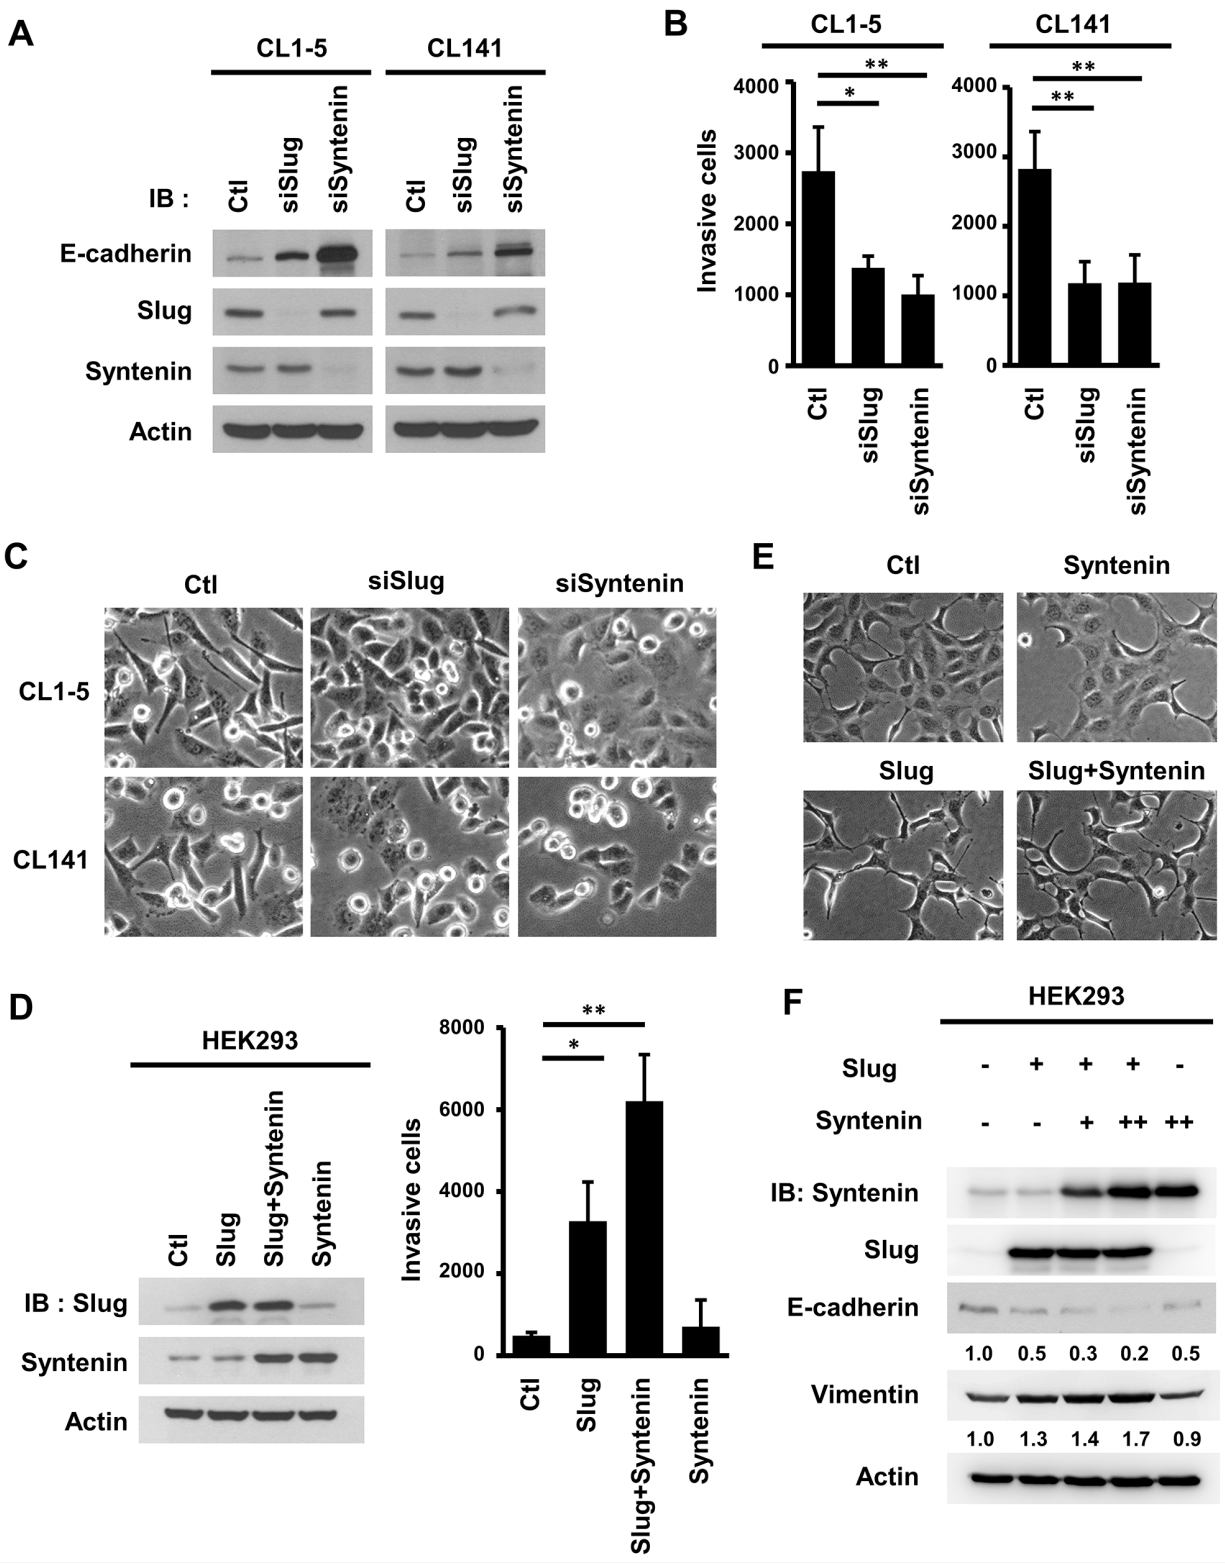 A
CL1-5 CL141
IB : Ctl siSlug siSyntenin Ctl siSlug siSyntenin
E-cadherin
Slug
Syntenin
Actin
B
CL1-5 CL141
Invasive cells
** *
4000
3000
2000
1000
0
Ctl siSlug siSyntenin
** **
4000
3000
2000
1000
0
Ctl siSlug siSyntenin
C
Ctl siSlug siSyntenin
CL1-5
CL141
E
Ctl Syntenin
Slug Slug+Syntenin
D
HEK293
Ctl Slug Slug+Syntenin Syntenin
IB : Slug
Syntenin
Actin
Invasive cells
**
*
8000
6000
4000
2000
0
Ctl Slug Slug+Syntenin Syntenin
F
HEK293
Slug - + + + -
Syntenin - - + ++ ++
IB: Syntenin
Slug
E-cadherin
1.0 0.5 0.3 0.2 0.5
Vimentin
1.0 1.3 1.4 1.7 0.9
Actin